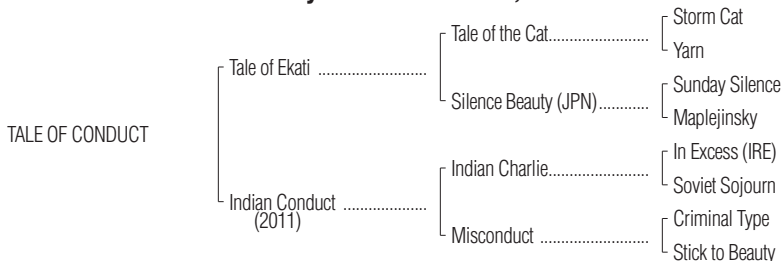 Storm Cat
Tale of the Cat......................
Yarn
Tale of Ekati ..........................
Sunday Silence
Silence Beauty (JPN)............
Maplejinsky
TALE OF CONDUCT
In Excess (IRE)
Indian Charlie......................
Soviet Sojourn
Indian Conduct ....................
(2011)
Criminal Type
Misconduct ........................
Stick to Beauty